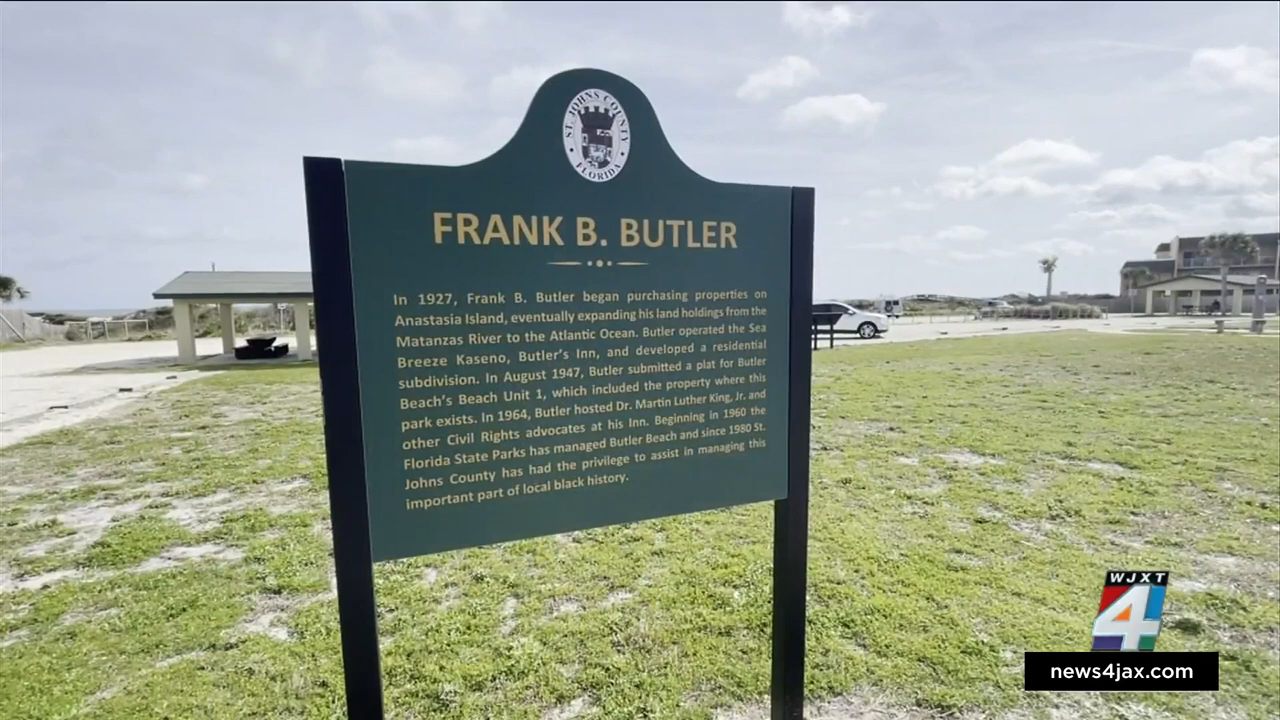 ST. JOHNS COUNTY
FLORIDA
FRANK B. BUTLER
In 1927, Frank B. Butler began purchasing properties on
Anastasia Island, eventually expanding his land holdings from the
Matanzas River to the Atlantic Ocean. Butler operated the Sea
Breeze Kaseno, Butler's Inn, and developed a residential
subdivision. In August 1947, Butler submitted a plat for Butler
Beach's Beach Unit 1, which included the property where this
park exists. In 1964, Butler hosted Dr. Martin Luther King, Jr. and
other Civil Rights advocates at his Inn. Beginning in 1960 the
Florida State Parks has managed Butler Beach and since 1980 St.
Johns County has had the privilege to assist in managing this
important part of local black history.
WJXT
4
news4jax.com